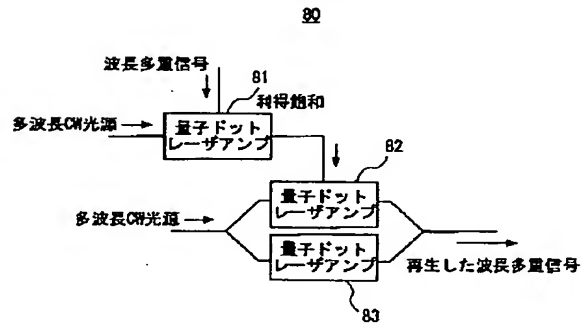 80
波長多重信号
81
利得飽和
多波長CW光源
量子ドット
レーザアンプ
82
量子ドット
レーザアンプ
多波長CW光源
量子ドット
レーザアンプ
再生した波長多重信号
83